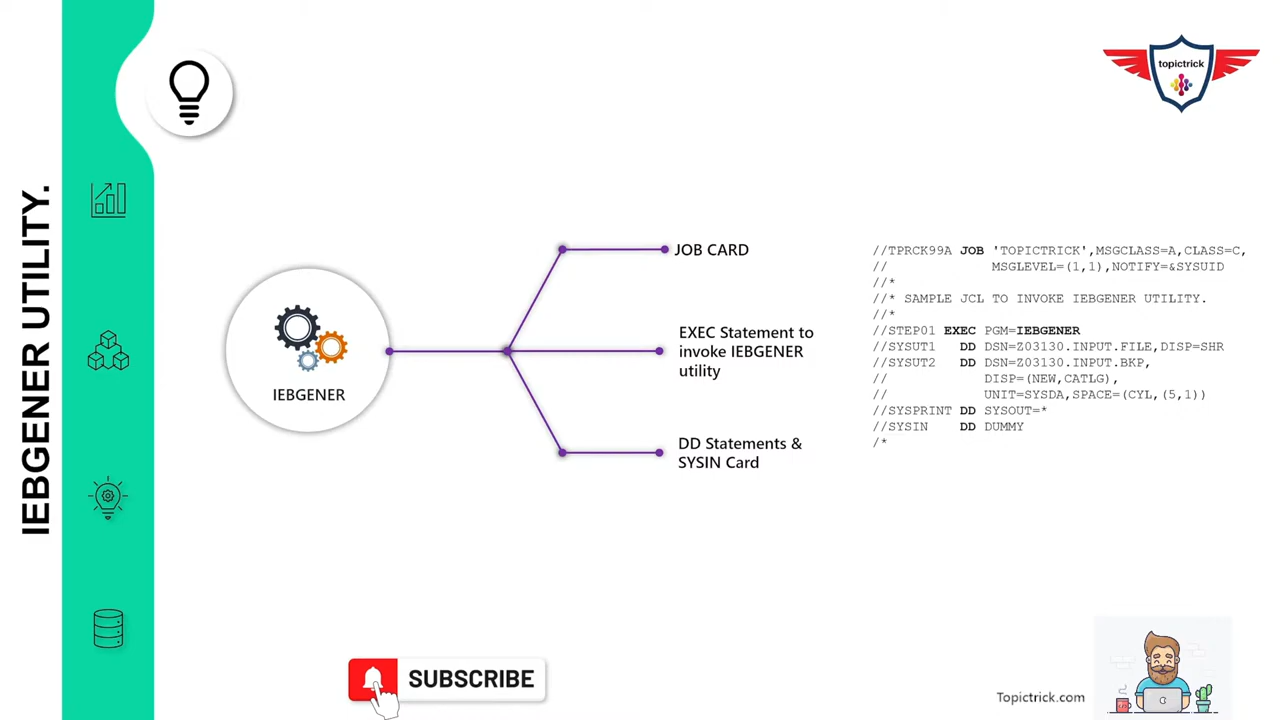 IEBGENER UTILITY.
topictrick
IEBGENER
JOB CARD
EXEC Statement to
invoke IEBGENER
utility
DD Statements &
SYSIN Card
//TPRCK99A JOB 'TOPICTRICK',MSGCLASS=A,CLASS=C,
//            MSGLEVEL=(1,1),NOTIFY=&SYSUID
//*
//* SAMPLE JCL TO INVOKE IEBGENER UTILITY.
//*
//STEP01 EXEC PGM=IEBGENER
//SYSUT1   DD DSN=Z03130.INPUT.FILE,DISP=SHR
//SYSUT2   DD DSN=Z03130.INPUT.BKP,
//            DISP=(NEW,CATLG),
//            UNIT=SYSDA,SPACE=(CYL,(5,1))
//SYSPRINT DD SYSOUT=*
//SYSIN    DD DUMMY
/*
SUBSCRIBE
Topictrick.com